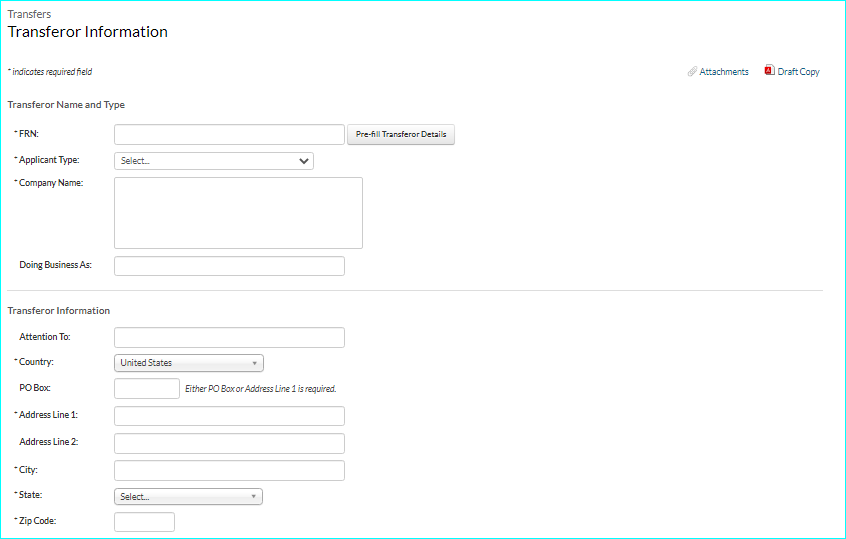 Transfers
Transferor Information
* indicates required field
Attachments
Draft Copy
Transferor Name and Type
* FRN:
Pre-fill Transferor Details
* Applicant Type:
Select...
* Company Name:
Doing Business As:
Transferor Information
Attention To:
* Country:
United States
PO Box:
Either PO Box or Address Line 1 is required.
* Address Line 1:
Address Line 2:
* City:
* State:
Select...
* Zip Code: